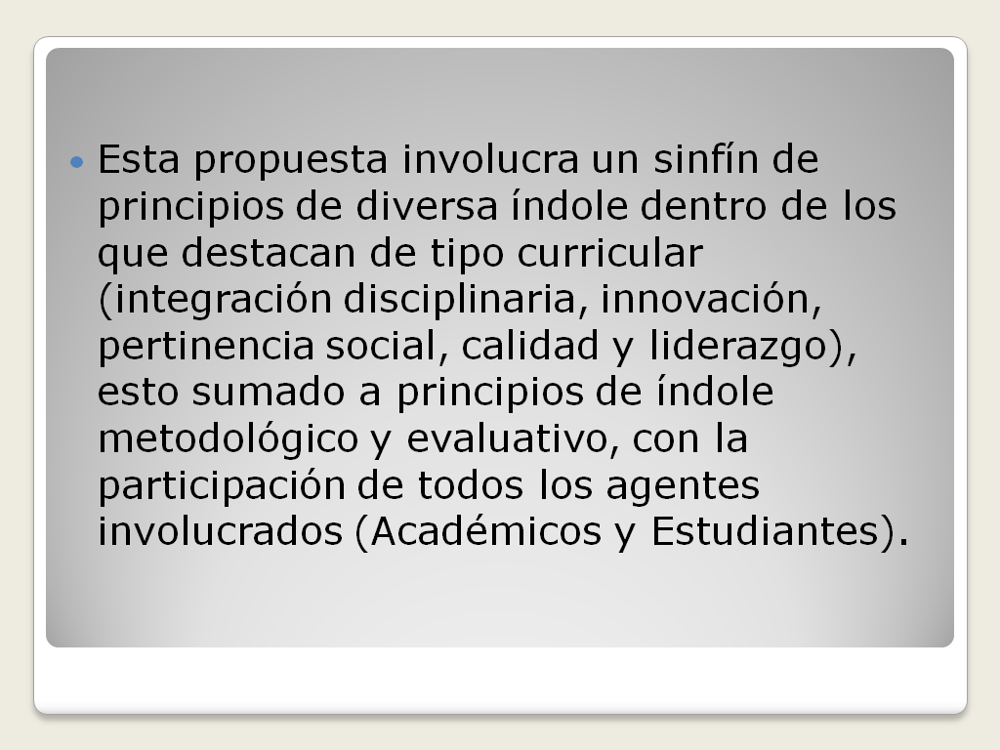 • Esta propuesta involucra un sinfín de
principios de diversa índole dentro de los
que destacan de tipo curricular
(integración disciplinaria, innovación,
pertinencia social, calidad y liderazgo),
esto sumado a principios de índole
metodológico y evaluativo, con la
participación de todos los agentes
involucrados (Académicos y Estudiantes).